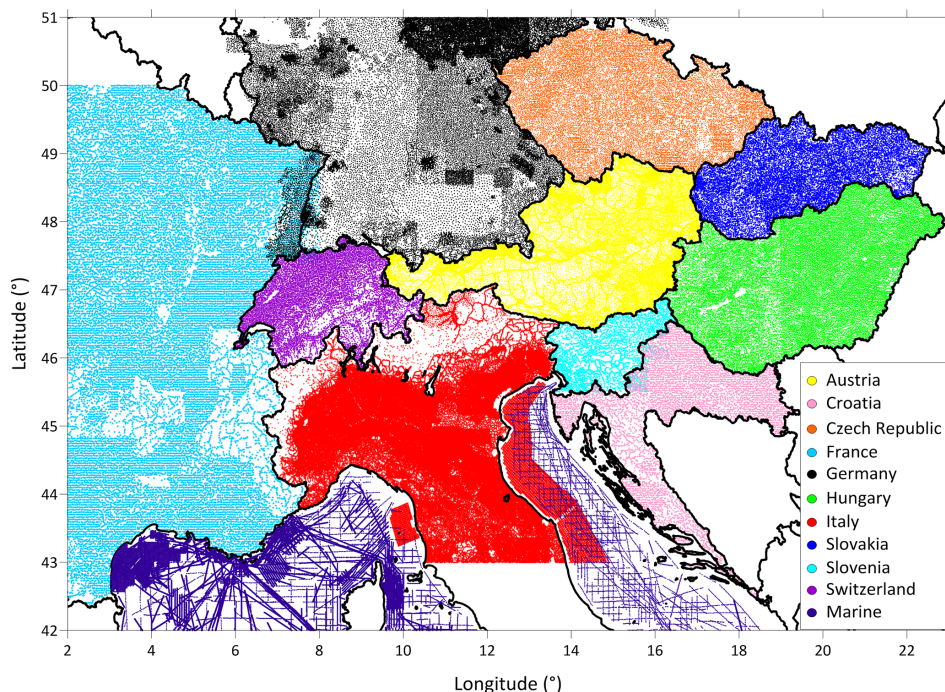 51
50
49
48
47
46
45
44
43
42
Latitude (°)
Austria
Croatia
Czech Republic
France
Germany
Hungary
Italy
Slovakia
Slovenia
Switzerland
Marine
2 4 6 8 10 12 14 16 18 20 22
Longitude (°)